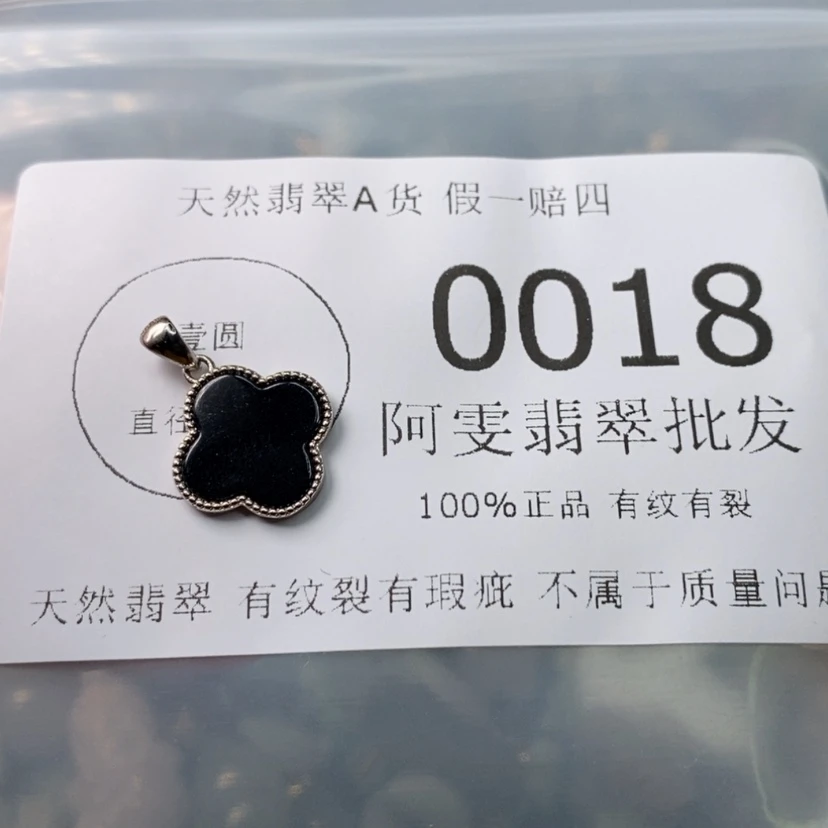 天然翡翠A货 假一赔四
壹圆
直径
0018
阿雯翡翠批发
100%正品 有纹有裂
天然翡翠 有纹裂有瑕疵 不属于质量问题